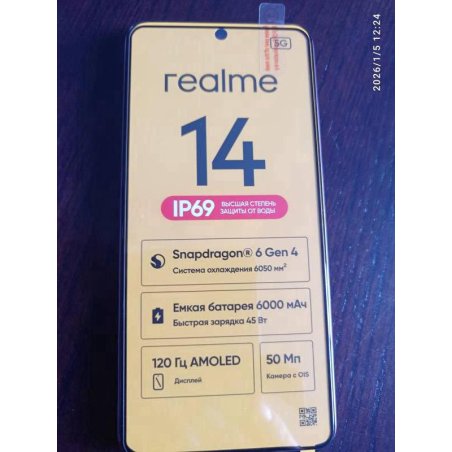 5G
realme
14
IP69 ВЫСШАЯ СТЕПЕНЬ
ЗАЩИТЫ ОТ ВОДЫ
Snapdragon® 6 Gen 4
Система охлаждения 6050 мм²
Емкая батарея 6000 мАч
Быстрая зарядка 45 Вт
120 Гц AMOLED
Дисплей
50 Мп
Камера с OIS
2026/1/5 12:24